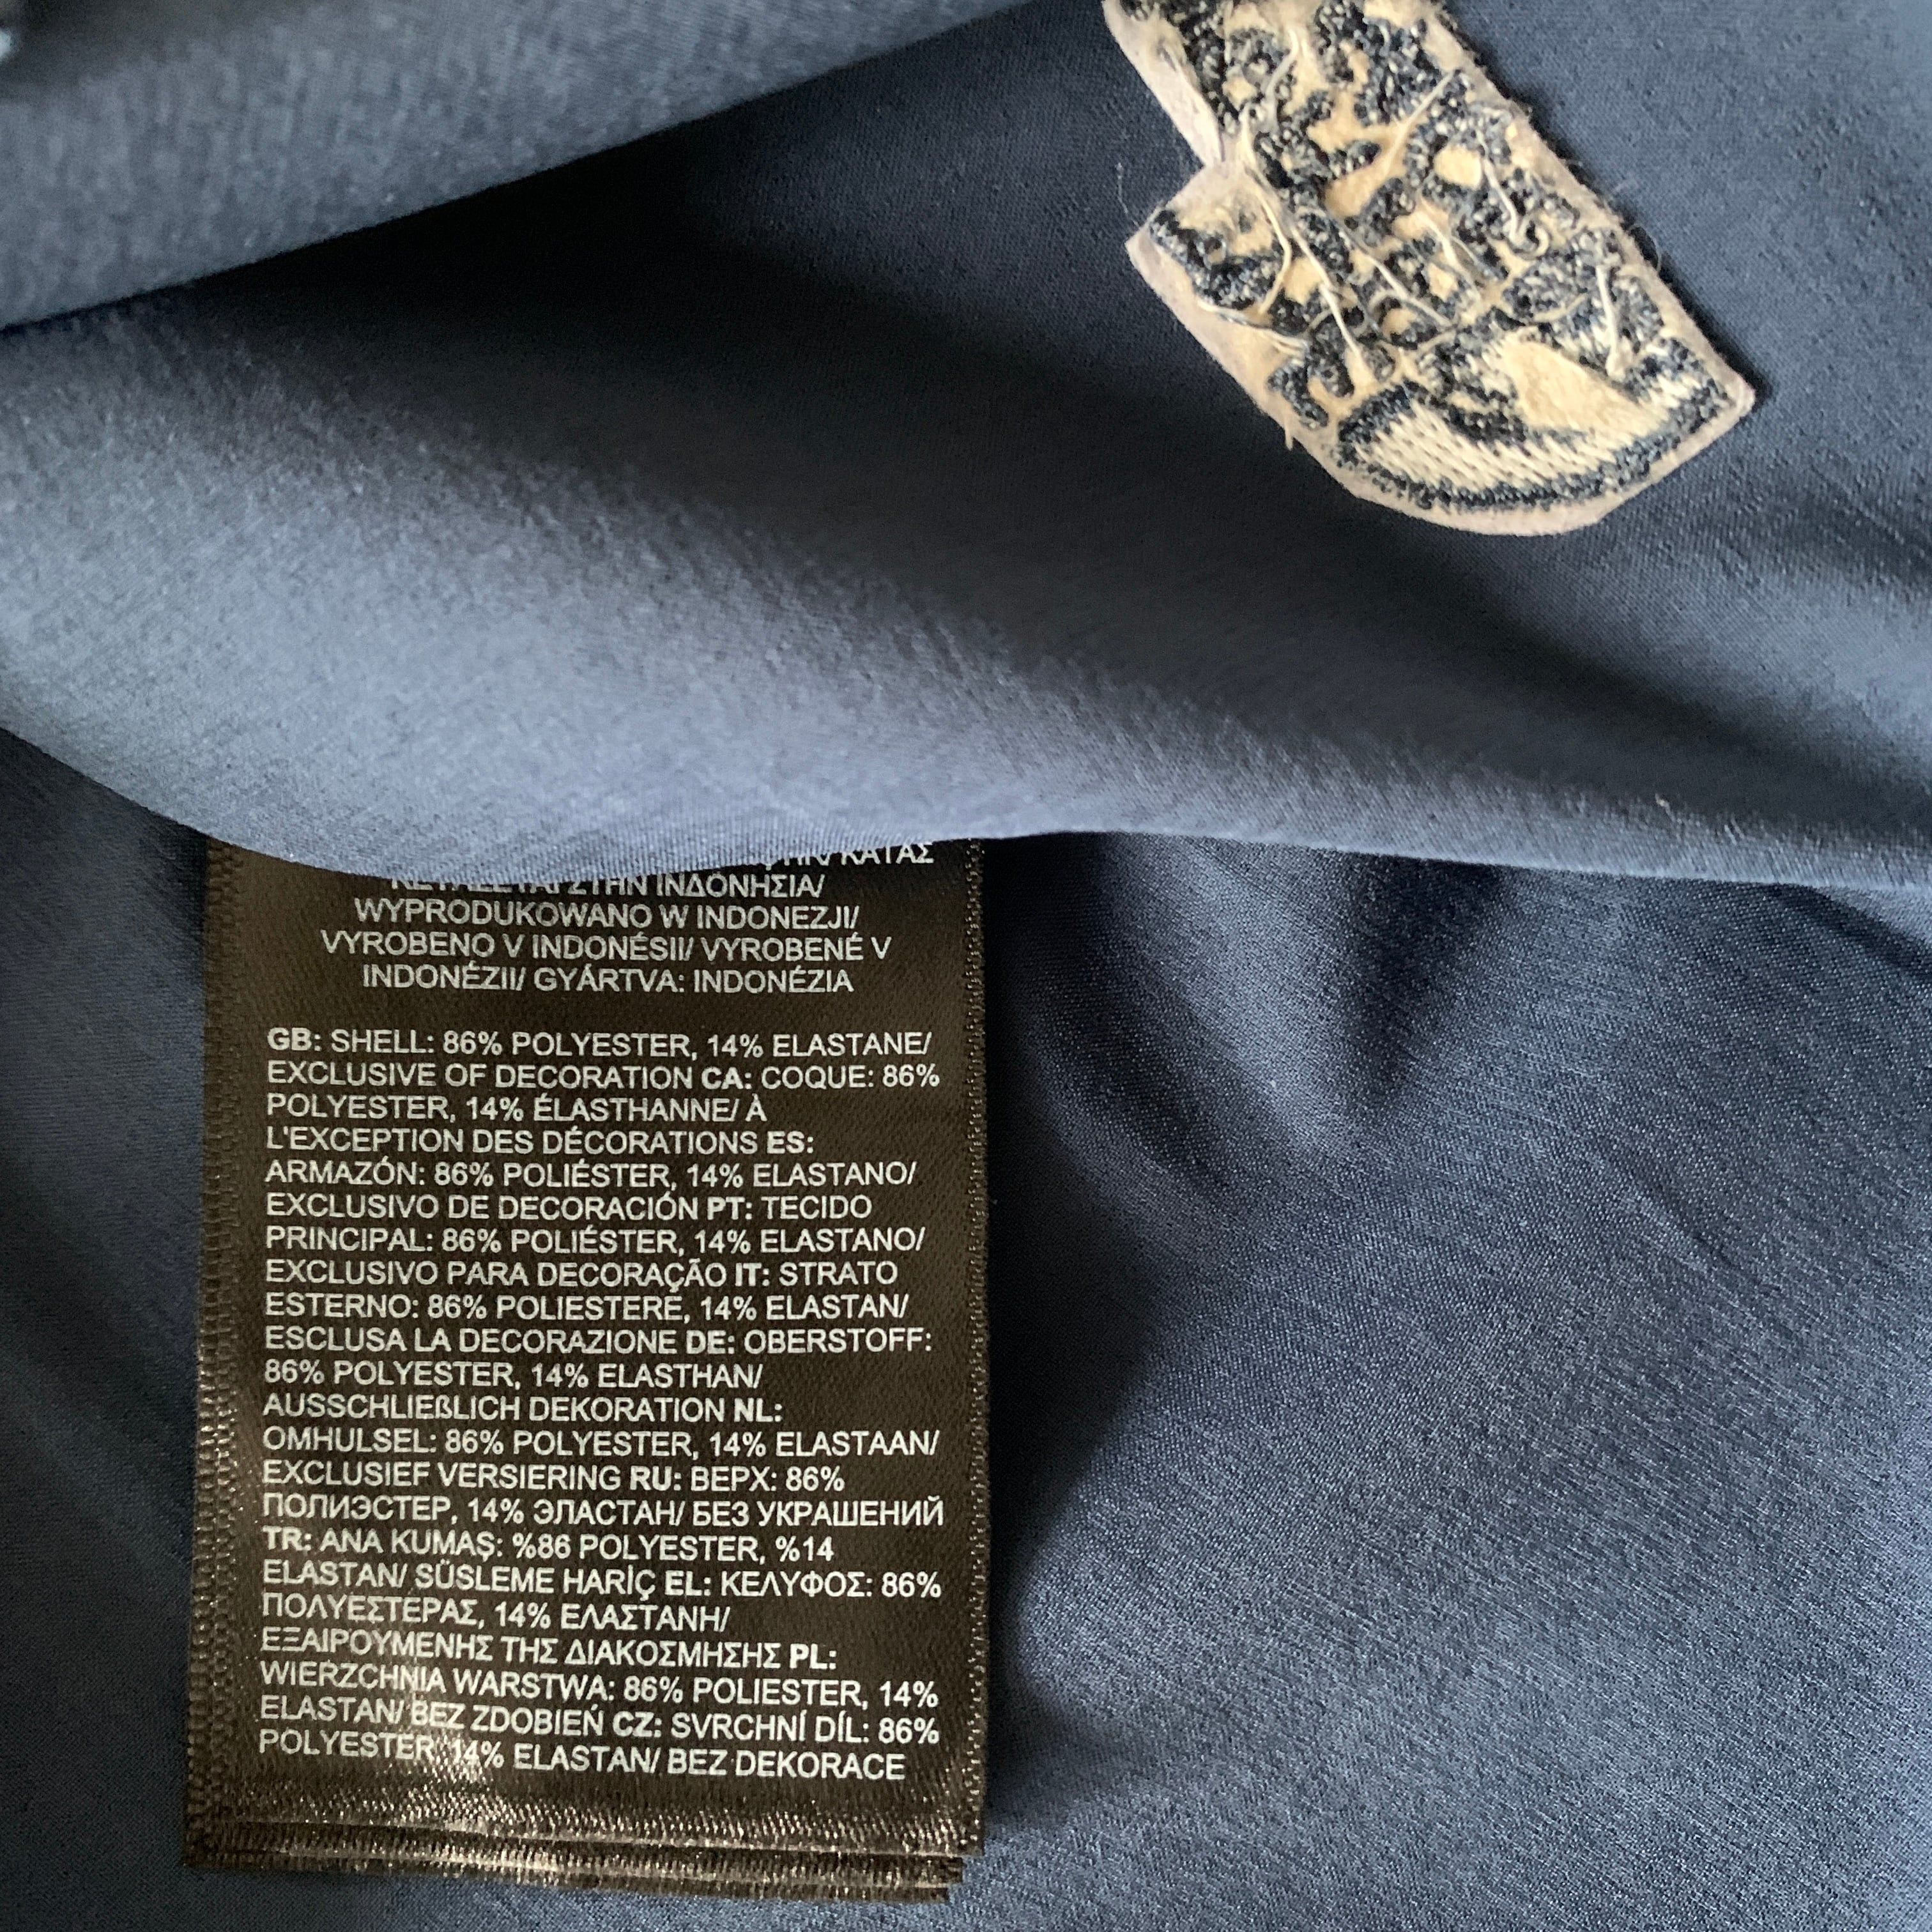 ΚΑΤΑΣ
ΣΤΗΝ ΙΝΔΟΝΗΣΙΑ/
WYPRODUKOWANO W INDONEZJI/
VYROBENO V INDONÉSII/ VYROBENÉ V
INDONÉZII/ GYÁRTVA: INDONÉZIA
GB: SHELL: 86% POLYESTER, 14% ELASTANE/
EXCLUSIVE OF DECORATION CA: COQUE: 86%
POLYESTER, 14% ÉLASTHANNE/ À
L'EXCEPTION DES DÉCORATIONS ES:
ARMAZÓN: 86% POLIÉSTER, 14% ELASTANO/
EXCLUSIVO DE DECORACIÓN PT: TECIDO
PRINCIPAL: 86% POLIÉSTER, 14% ELASTANO/
EXCLUSIVO PARA DECORAÇÃO IT: STRATO
ESTERNO: 86% POLIESTERE, 14% ELASTAN/
ESCLUSA LA DECORAZIONE DE: OBERSTOFF:
86% POLYESTER, 14% ELASTHAN/
AUSSCHLIEßLICH DEKORATION NL:
OMHULSEL: 86% POLYESTER, 14% ELASTAAN/
EXCLUSIEF VERSIERING RU: ВЕРХ: 86%
ПОЛИЭСТЕР, 14% ЭЛАСТАН/ БЕЗ УКРАШЕНИЙ
TR: ANA KUMAŞ: %86 POLYESTER, %14
ELASTAN/ SÜSLEME HARİÇ EL: ΚΕΛΥΦΟΣ: 86%
ΠΟΛΥΕΣΤΕΡΑΣ, 14% ΕΛΑΣΤΑΝΗ/
ΕΞΑΙΡΟΥΜΕΝΗΣ ΤΗΣ ΔΙΑΚΟΣΜΗΣΗΣ PL:
WIERZCHNIA WARSTWA: 86% POLIESTER, 14%
ELASTAN/ BEZ ZDOBIEŃ CZ: SVRCHNÍ DÍL: 86%
POLYESTER, 14% ELASTAN/ BEZ DEKORACE